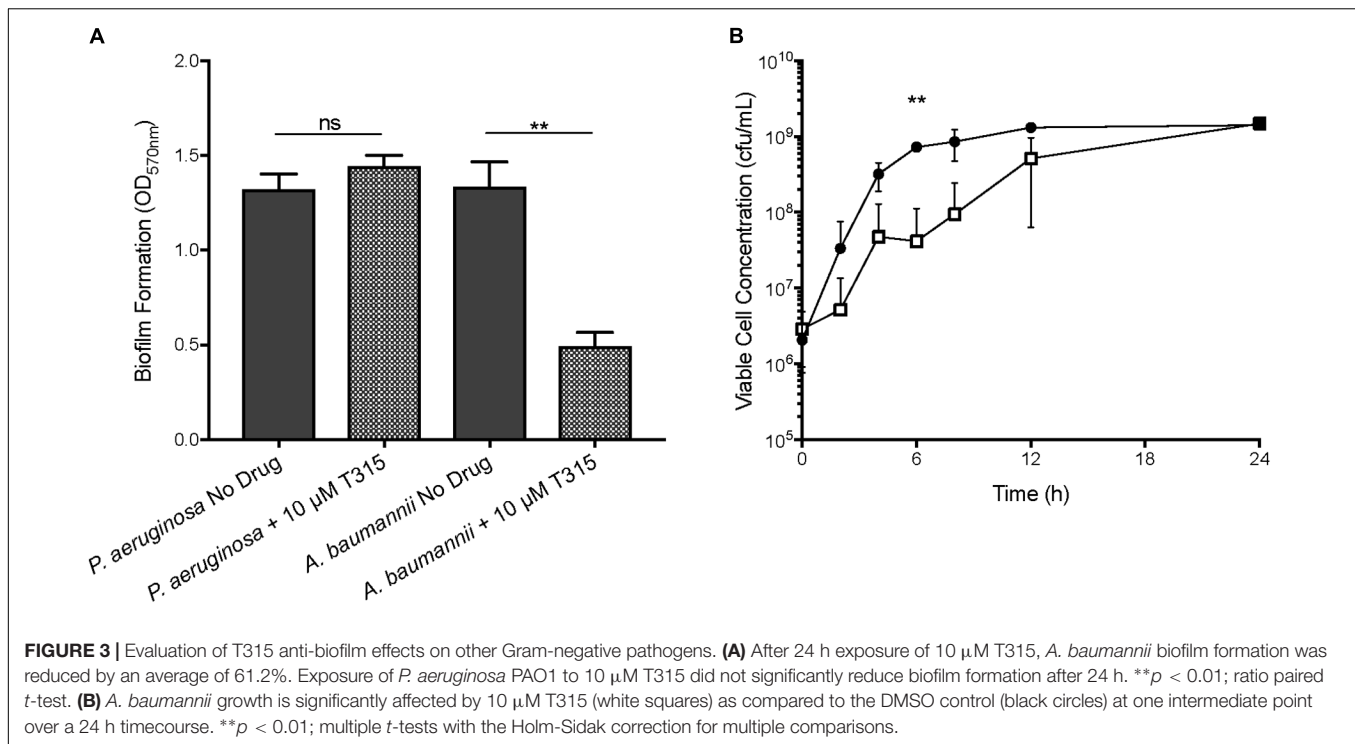 A
2.0
1.5
1.0
0.5
0.0
Biofilm Formation (OD570nm)
ns
**
P. aeruginosa No Drug
P. aeruginosa + 10 µM T315
A. baumannii No Drug
A. baumannii + 10 µM T315
B
10^10
10^9
10^8
10^7
10^6
10^5
Viable Cell Concentration (cfu/mL)
**
0
6
12
18
24
Time (h)
FIGURE 3 | Evaluation of T315 anti-biofilm effects on other Gram-negative pathogens. (A) After 24 h exposure of 10 µM T315, A. baumannii biofilm formation was
reduced by an average of 61.2%. Exposure of P. aeruginosa PAO1 to 10 µM T315 did not significantly reduce biofilm formation after 24 h. **p < 0.01; ratio paired
t-test. (B) A. baumannii growth is significantly affected by 10 µM T315 (white squares) as compared to the DMSO control (black circles) at one intermediate point
over a 24 h timecourse. **p < 0.01; multiple t-tests with the Holm-Sidak correction for multiple comparisons.